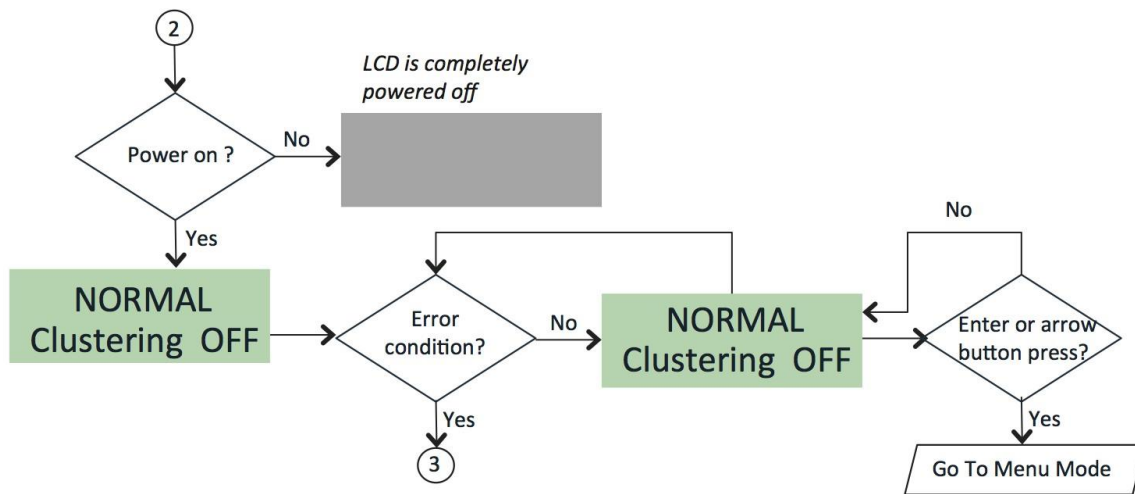 2
LCD is completely
powered off
Power on ?
No
Yes
No
NORMAL
Clustering  OFF
Error
condition?
No
NORMAL
Clustering  OFF
Enter or arrow
button press?
Yes
3
Yes
Go To Menu Mode